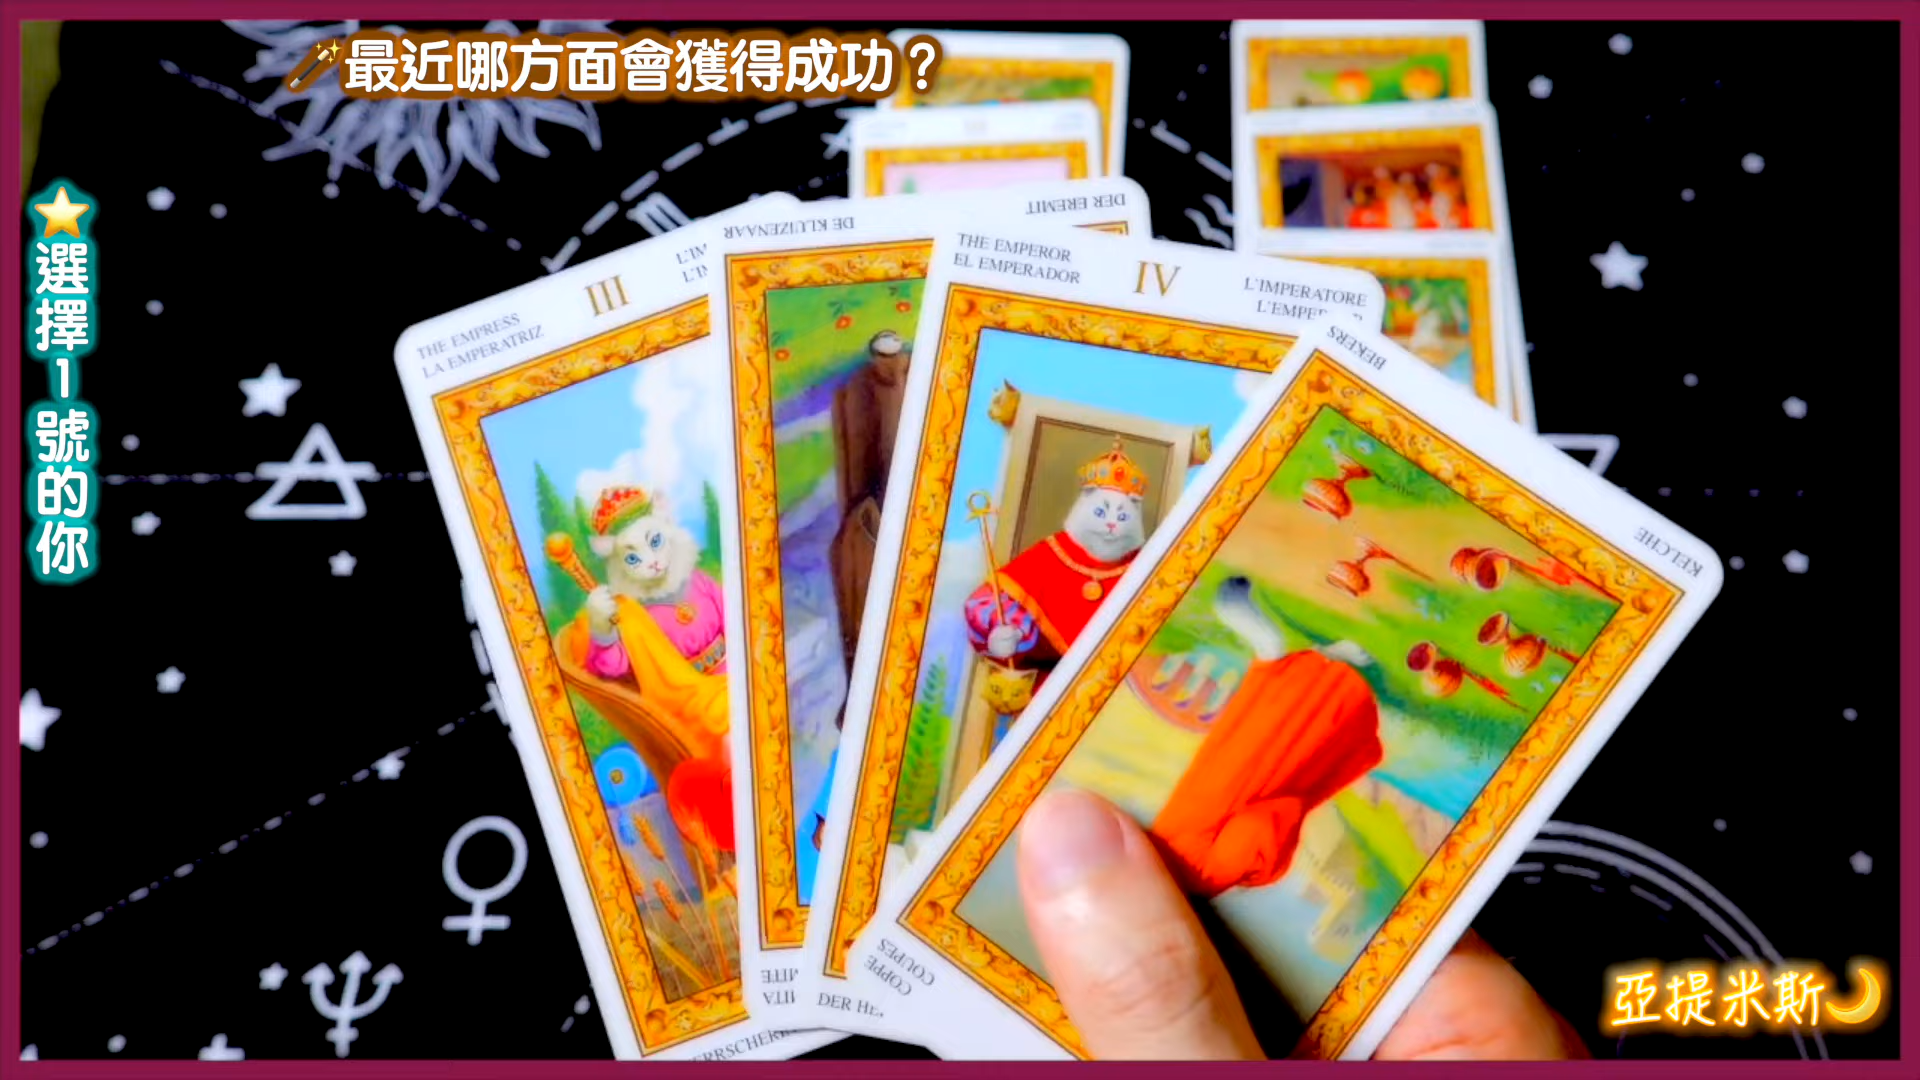 最近哪方面會獲得成功？
選擇1號的你
DE KLUIZENAAR
DER EREMIT
THE EMPRESS
LA EMPERATRIZ
III
THE EMPEROR
EL EMPERADOR
IV
L'IMPERATORE
BEKERS
KELCHE
COPPE
COUPES
亞提米斯